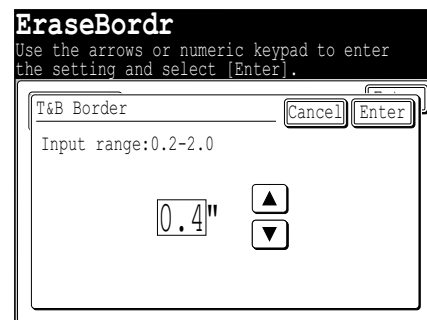 EraseBordr
Use the arrows or numeric keypad to enter
the setting and select [Enter].
T&B Border
Cancel
Enter
Input range:0.2-2.0
0.4"